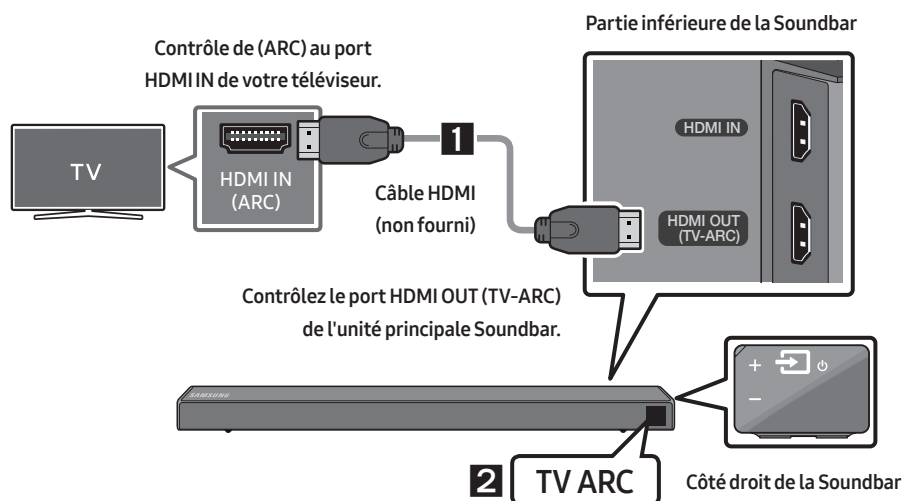 Partie inférieure de la Soundbar
Contrôle de (ARC) au port
HDMI IN de votre téléviseur.
TV
HDMI IN
(ARC)
1
Câble HDMI
(non fourni)
HDMI IN
HDMI OUT
(TV-ARC)
Contrôlez le port HDMI OUT (TV-ARC)
de l'unité principale Soundbar.
SAMSUNG
+
−
2 TV ARC
Côté droit de la Soundbar